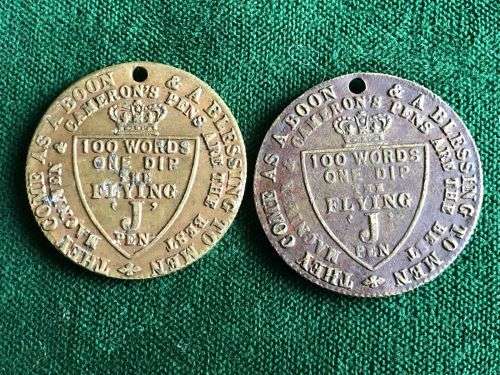 THEY COME AS A BOON & A BLESSING TO MEN
MACNIVEN & CAMERON'S PENS ARE THE BEST
100 WORDS
ONE DIP
THE
FLYING
"J"
PEN
THEY COME AS A BOON & A BLESSING TO MEN
MACNIVEN & CAMERON'S PENS ARE THE BEST
100 WORDS
ONE DIP
THE
FLYING
"J"
PEN